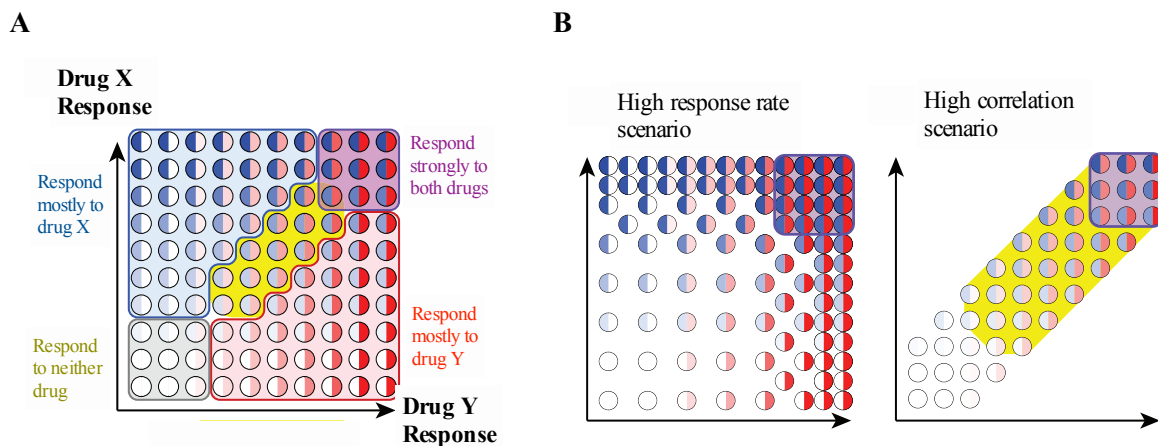 A
B
Drug X
Response
High response rate
scenario
High correlation
scenario
Respond
strongly to
both drugs
Respond
mostly to
drug X
Respond
to neither
drug
Respond
mostly to
drug Y
Drug Y
Response